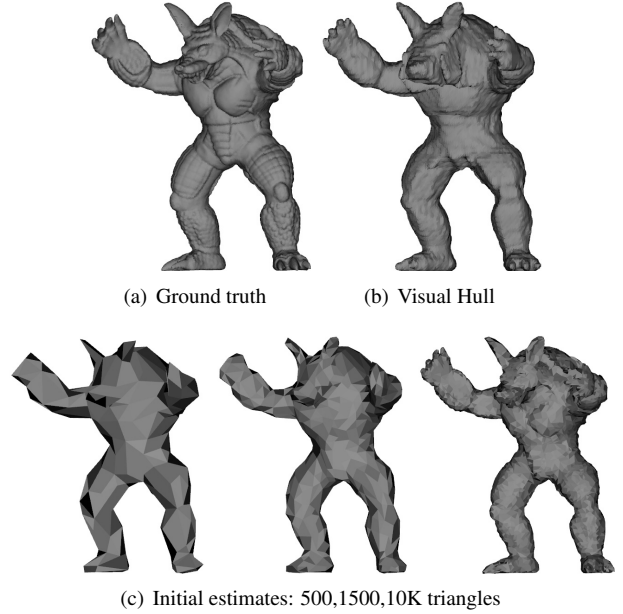 (a) Ground truth
(b) Visual Hull
(c) Initial estimates: 500,1500,10K triangles